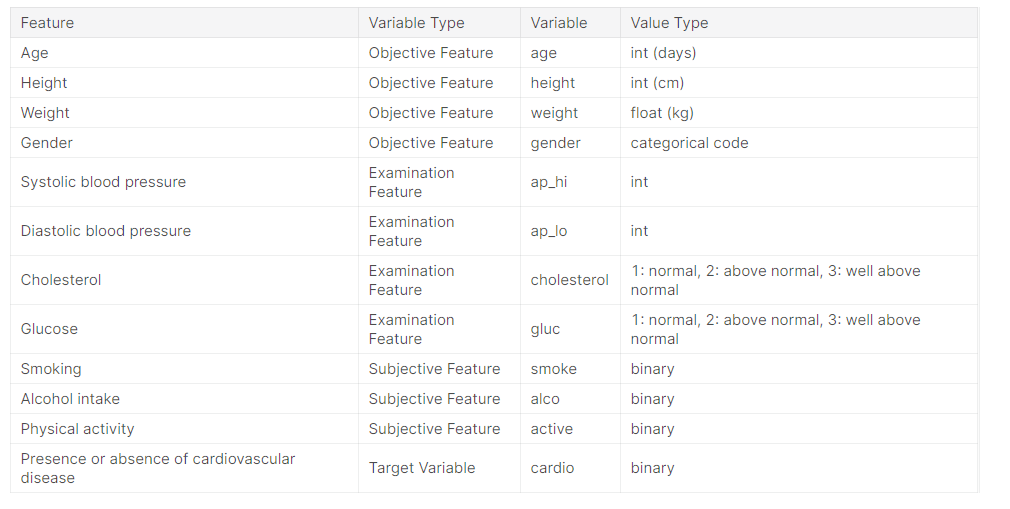 Feature Variable Type Variable Value Type
Age Objective Feature age int (days)
Height Objective Feature height int (cm)
Weight Objective Feature weight float (kg)
Gender Objective Feature gender categorical code
Systolic blood pressure Examination Feature ap_hi int
Diastolic blood pressure Examination Feature ap_lo int
Cholesterol Examination Feature cholesterol 1: normal, 2: above normal, 3: well above normal
Glucose Examination Feature gluc 1: normal, 2: above normal, 3: well above normal
Smoking Subjective Feature smoke binary
Alcohol intake Subjective Feature alco binary
Physical activity Subjective Feature active binary
Presence or absence of cardiovascular disease Target Variable cardio binary